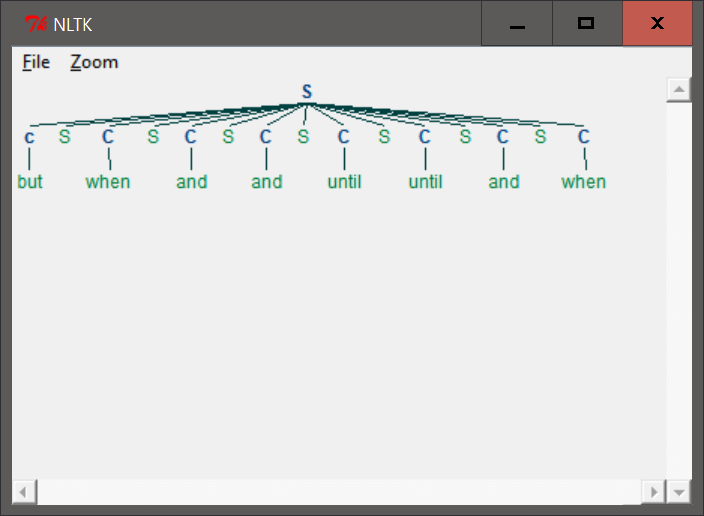 NLTK
File Zoom
S
c S C S C S C S C S C S C S C
but when and and until until and when